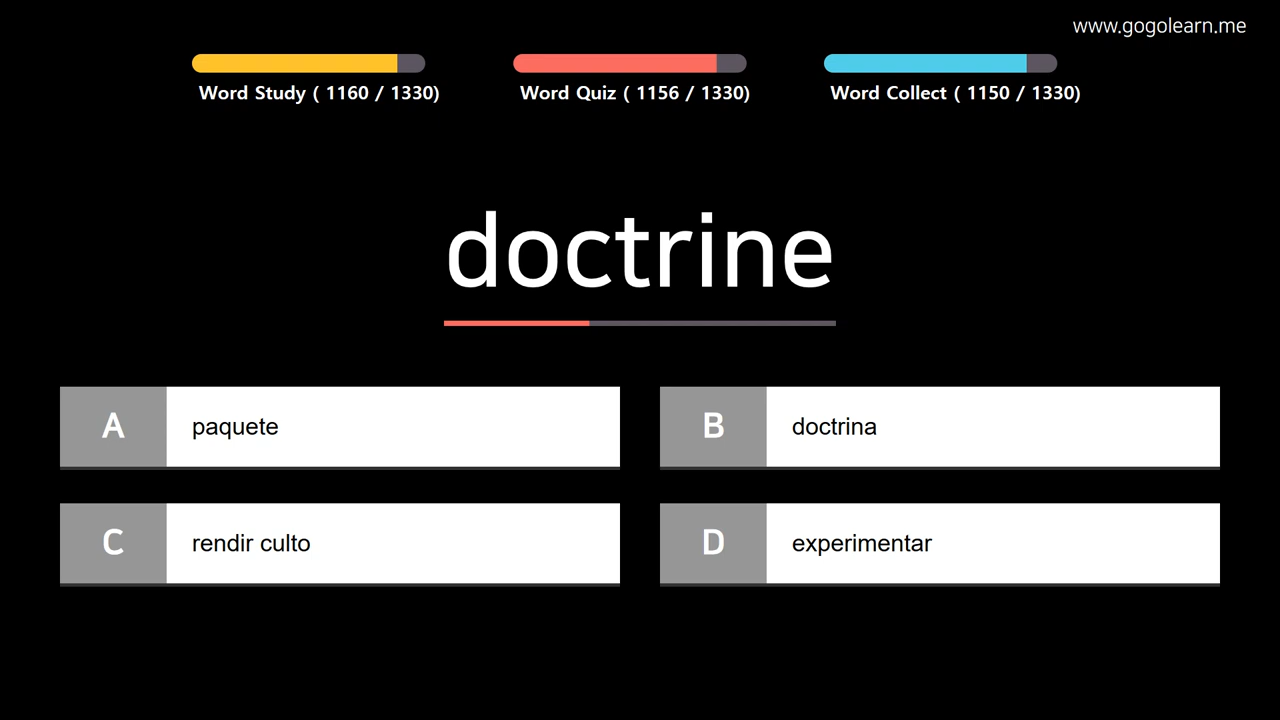 www.gogolearn.me
Word Study ( 1160 / 1330)
Word Quiz ( 1156 / 1330)
Word Collect ( 1150 / 1330)
doctrine
A paquete
B doctrina
C rendir culto
D experimentar